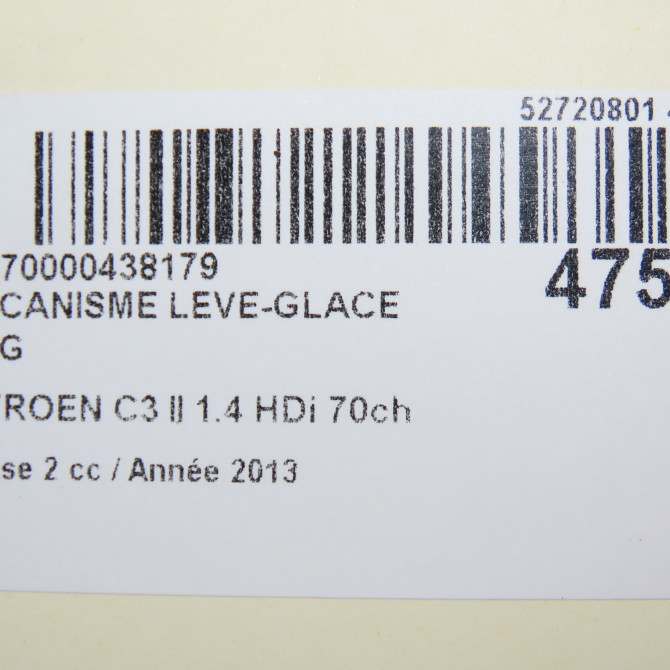 52720801
70000438179
475
CANISME LEVE-GLACE
G
ROEN C3 II 1.4 HDi 70ch
se 2 cc / Année 2013